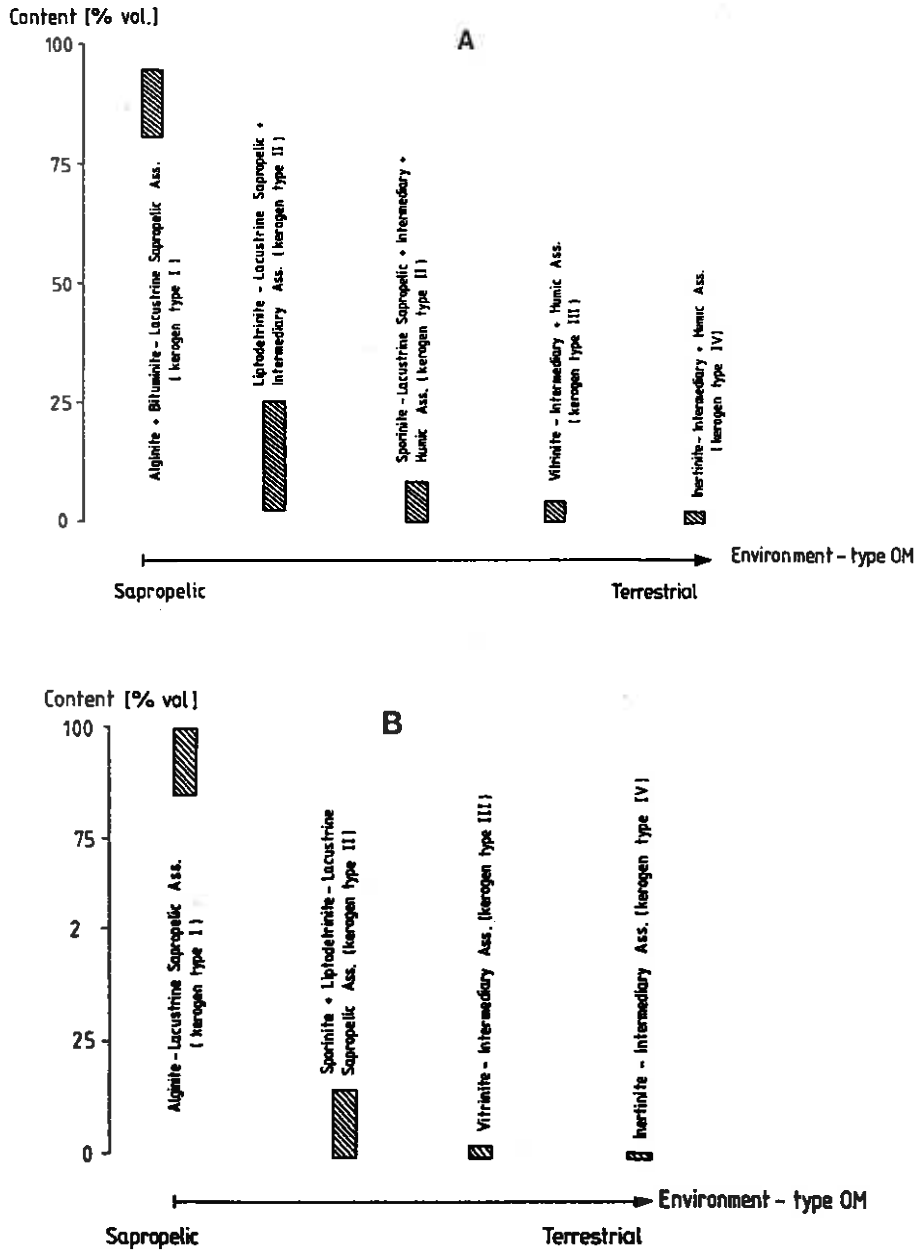 Content [% vol.]
A
100
75
50
25
0
Alginite + Bituminite - Lacustrine Sapropelic Ass.
( kerogen type I )
Liptodetrinite - Lacustrine Sapropelic +
Intermediary Ass. (kerogen type II)
Sporinite - Lacustrine Sapropelic + Intermediary +
Humic Ass. (kerogen type II)
Vitrinite - Intermediary + Humic Ass.
(kerogen type III)
Inertinite - Intermediary + Humic Ass.
(kerogen type IV)
Environment - type OM
Sapropelic
Terrestrial
Content [% vol]
B
100
75
2
25
0
Alginite - Lacustrine Sapropelic Ass.
( kerogen type I )
Sporinite + Liptodetrinite - Lacustrine
Sapropelic Ass. (kerogen type II)
Vitrinite - Intermediary Ass. (kerogen type III)
Inertinite - Intermediary Ass. (kerogen type IV)
Environment - type OM
Sapropelic
Terrestrial